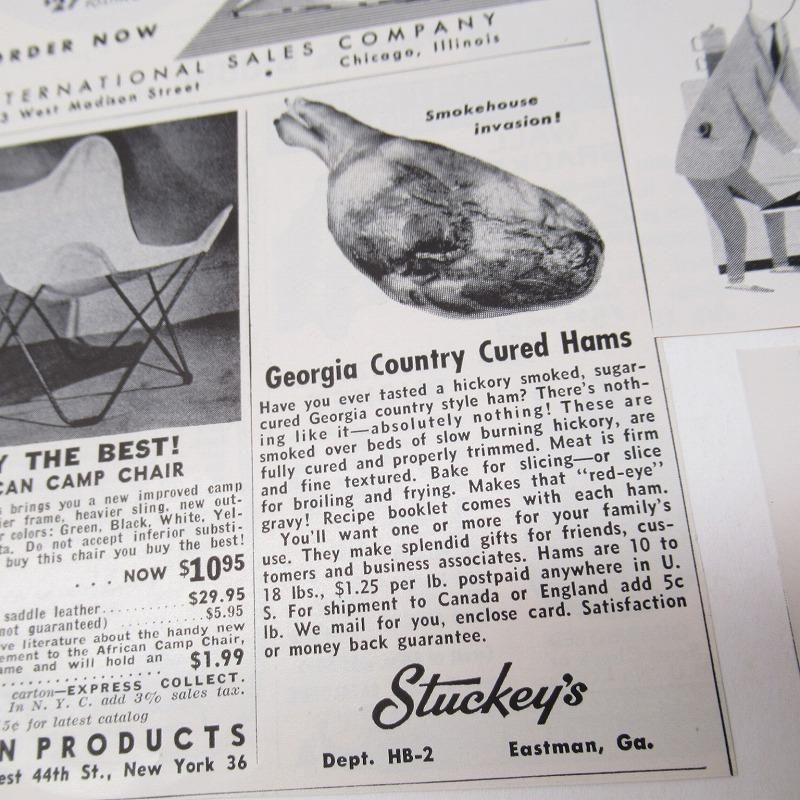 $27
ORDER NOW
TERNATIONAL SALES COMPANY
3 West Madison Street • Chicago, Illinois
Y THE BEST!
CAN CAMP CHAIR
s brings you a new improved camp
ier frame, heavier sling, new out-
r colors: Green, Black, White, Yel-
ta. Do not accept inferior substi-
buy this chair you buy the best!
. . . NOW $10.95
saddle leather.......... $29.95
not guaranteed) .......... $5.95
ve literature about the handy new
ement to the African Camp Chair,
ame and will hold an
.................... $1.99
carton—EXPRESS COLLECT.
In N. Y. C. add 3% sales tax.
5¢ for latest catalog
N PRODUCTS
est 44th St., New York 36
Smokehouse
invasion!
Georgia Country Cured Hams
Have you ever tasted a hickory smoked, sugar-
cured Georgia country style ham? There's noth-
ing like it—absolutely nothing! These are
smoked over beds of slow burning hickory, are
fully cured and properly trimmed. Meat is firm
and fine textured. Bake for slicing—or slice
for broiling and frying. Makes that "red-eye"
gravy! Recipe booklet comes with each ham.
You'll want one or more for your family's
use. They make splendid gifts for friends, cus-
tomers and business associates. Hams are 10 to
18 lbs., $1.25 per lb. postpaid anywhere in U.
S. For shipment to Canada or England add 5c
lb. We mail for you, enclose card. Satisfaction
or money back guarantee.
Stuckey's
Dept. HB-2 Eastman, Ga.